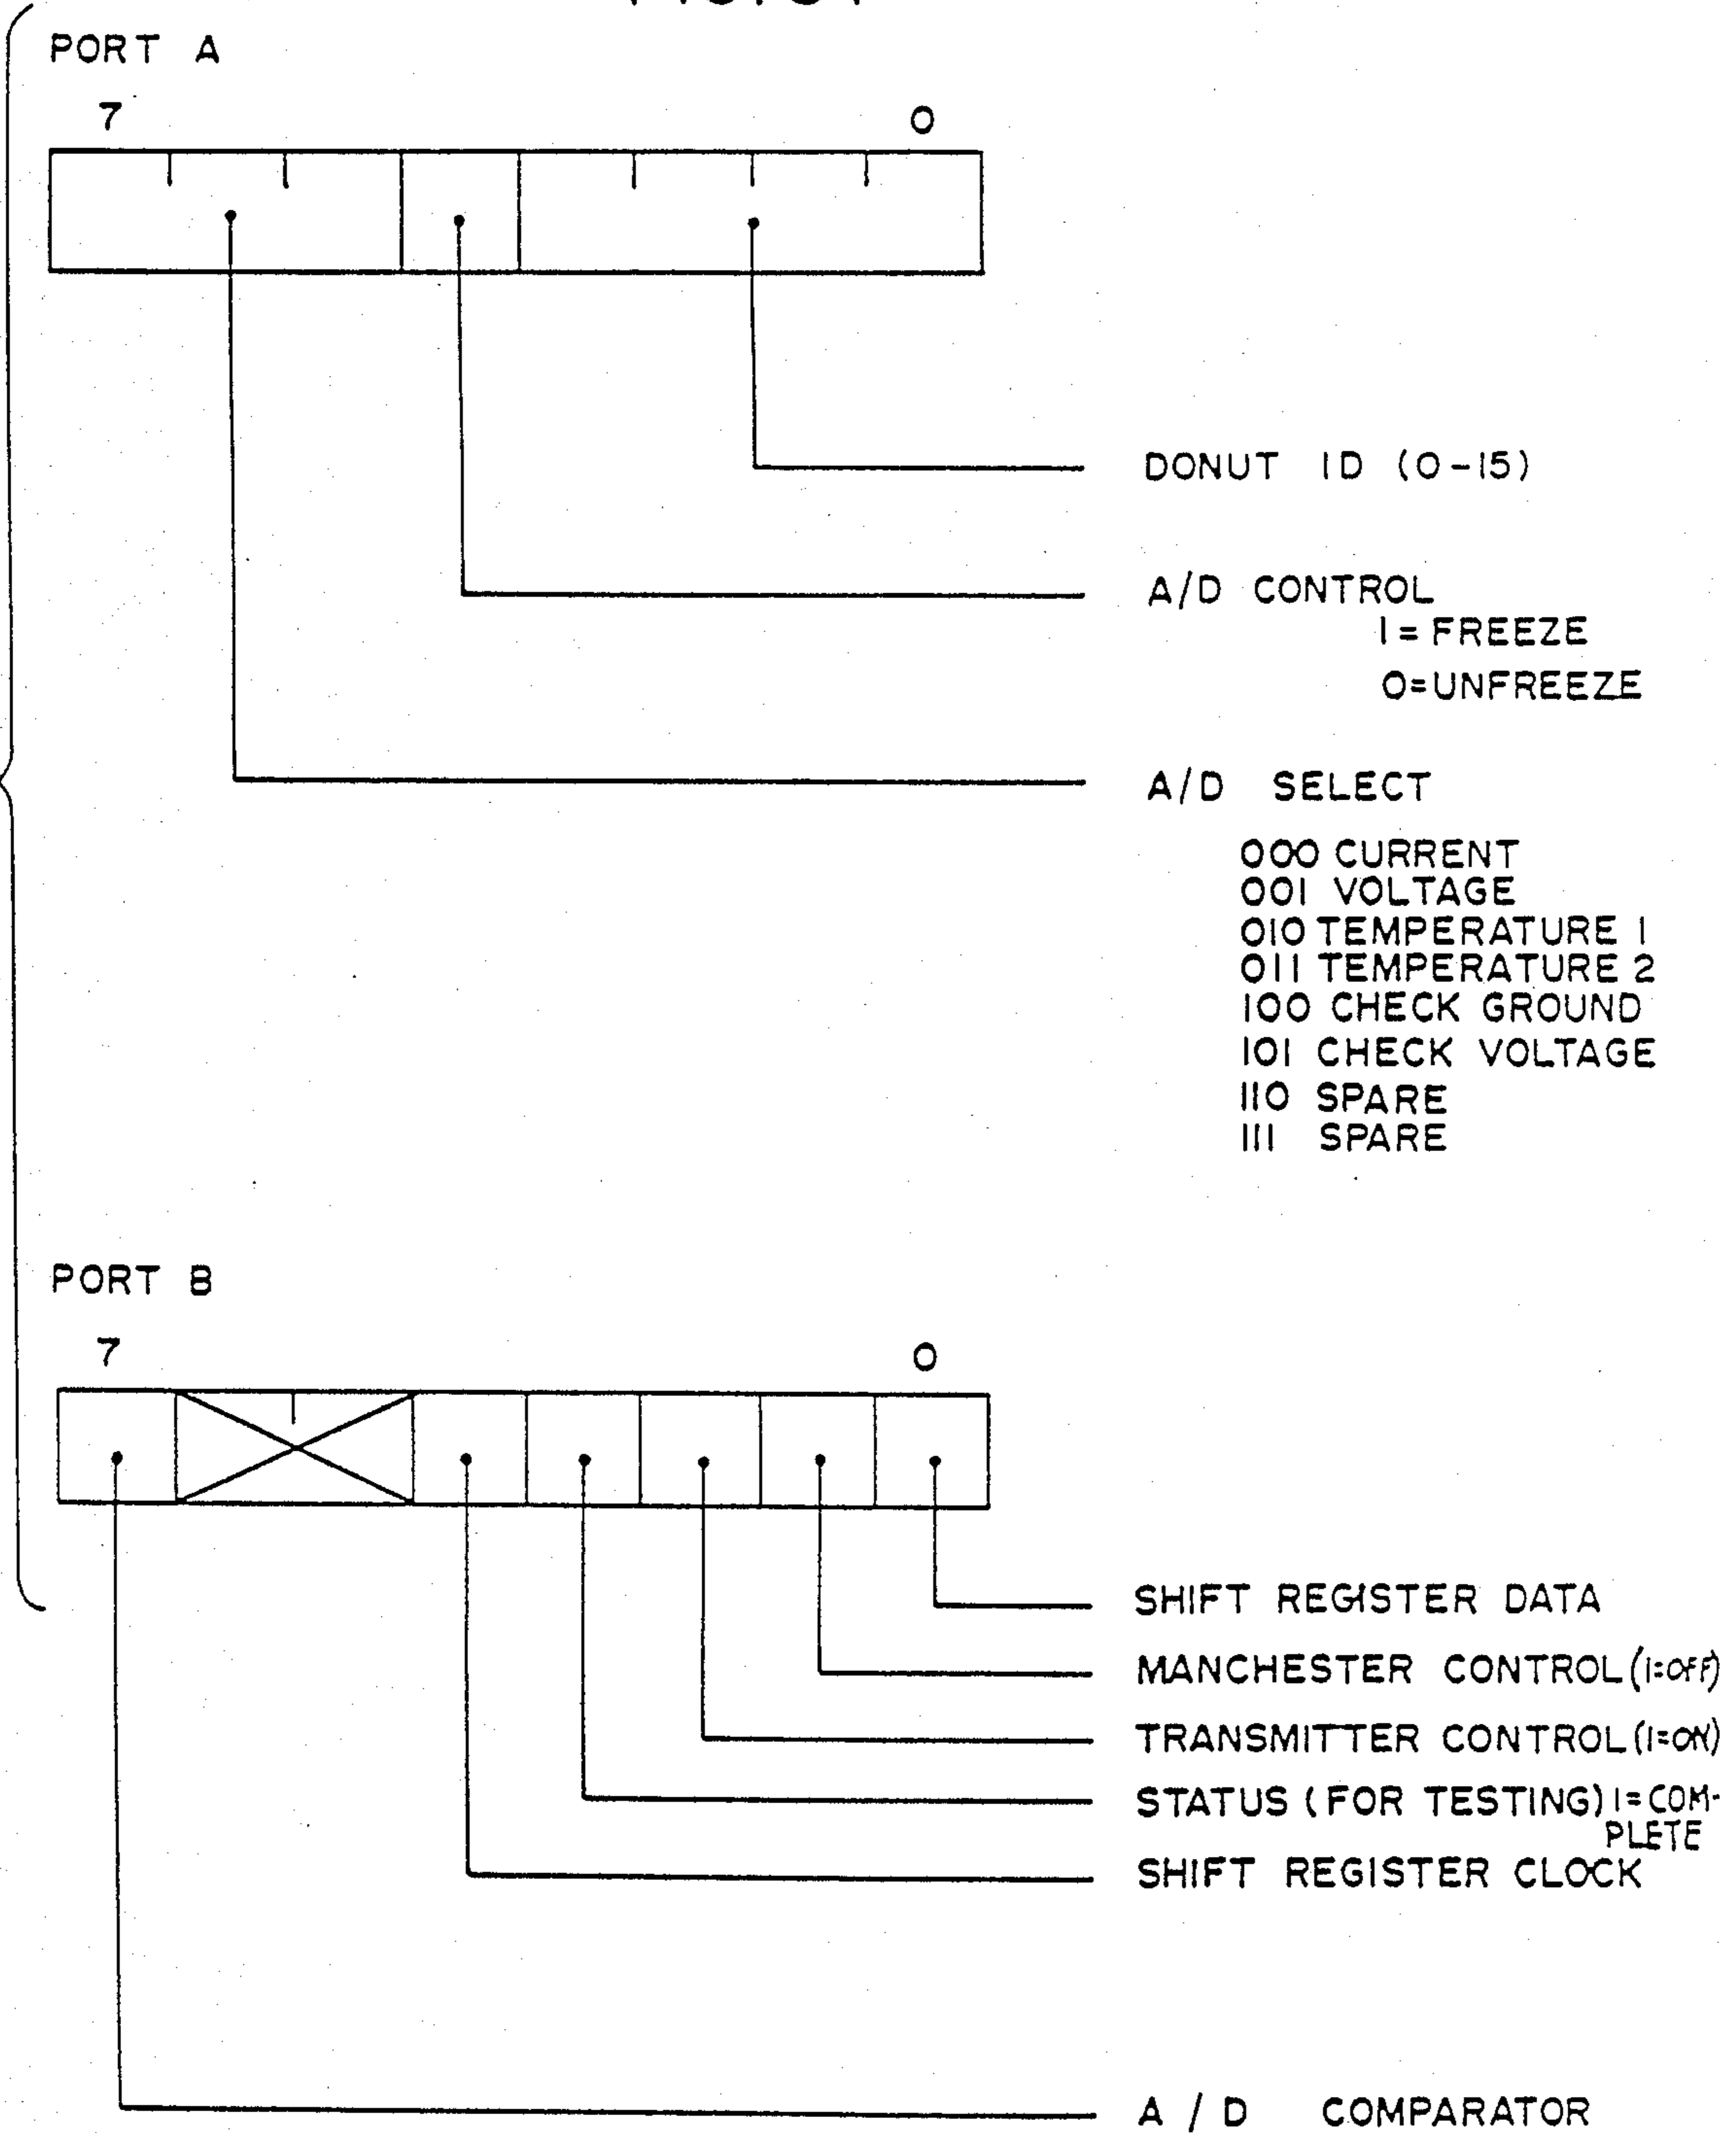 PORT A
7 0
DONUT ID (0-15)
A/D CONTROL
1=FREEZE
0=UNFREEZE
A/D SELECT
000 CURRENT
001 VOLTAGE
010 TEMPERATURE 1
011 TEMPERATURE 2
100 CHECK GROUND
101 CHECK VOLTAGE
110 SPARE
111 SPARE
PORT B
7 0
SHIFT REGISTER DATA
MANCHESTER CONTROL (1=OFF)
TRANSMITTER CONTROL (1=ON)
STATUS (FOR TESTING) 1=COM-
PLETE
SHIFT REGISTER CLOCK
A / D COMPARATOR